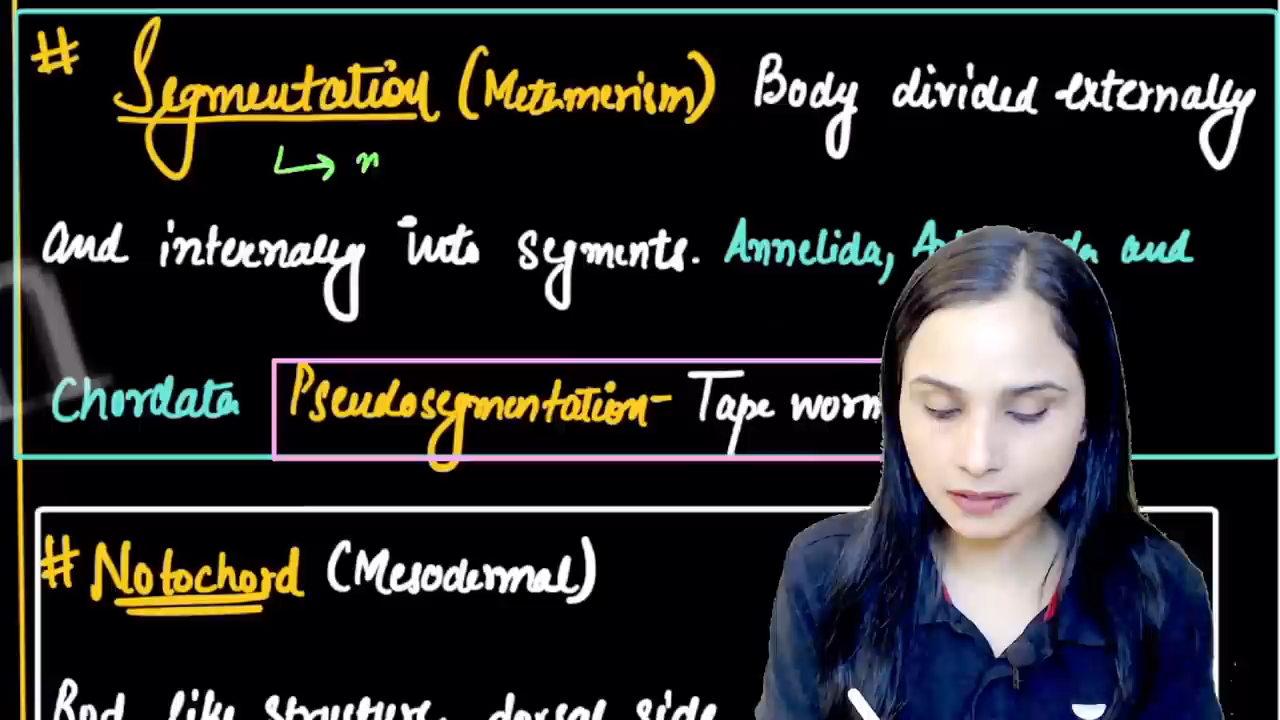 # Segmentation (Metamerism) Body divided externally
↳ n
and internally into segments. Annelida, and
Chordata Pseudosegmentation- Tape worm
# Notochord (Mesodermal)
Rod like structure dorsal side